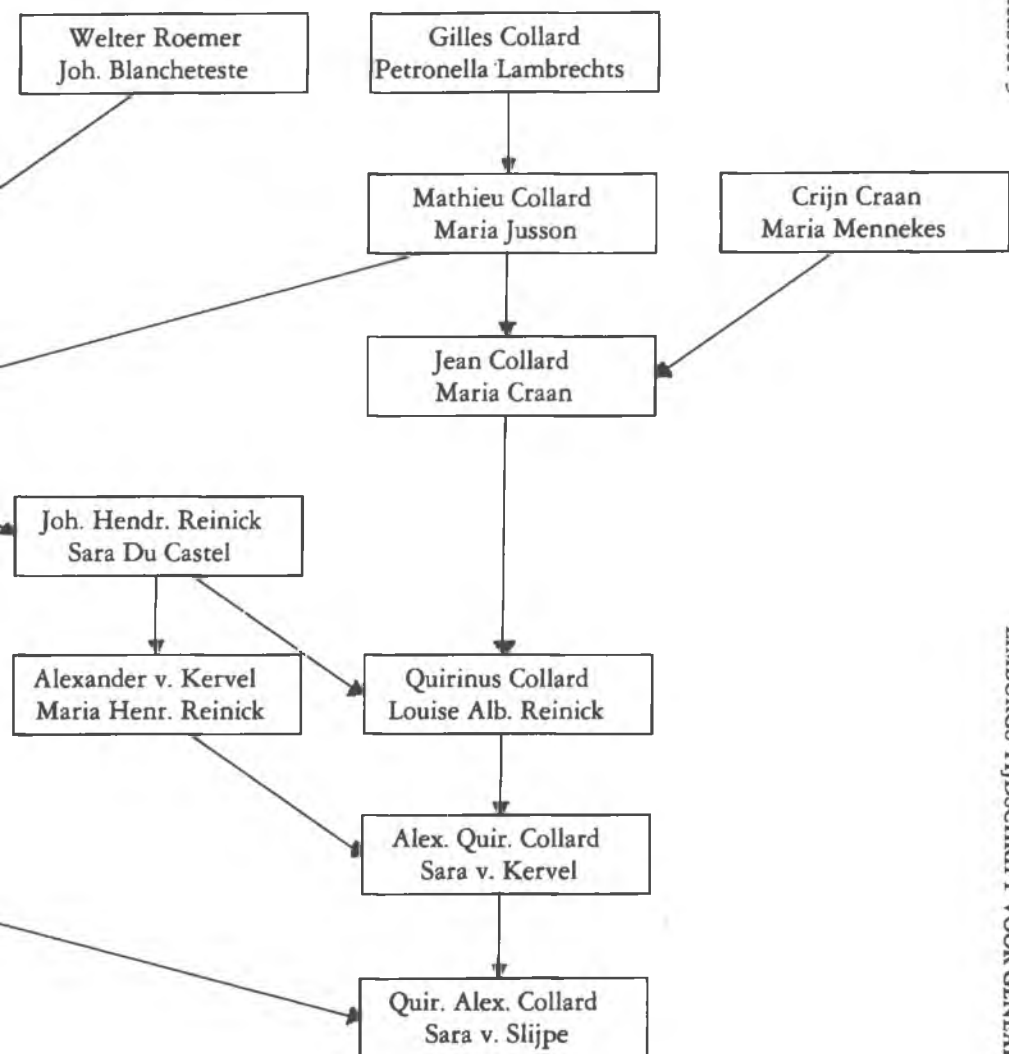 Welter Roemer
Joh. Blancheteste
Gilles Collard
Petronella Lambrechts
Mathieu Collard
Maria Jusson
Crijn Craan
Maria Mennekes
Jean Collard
Maria Craan
Joh. Hendr. Reinick
Sara Du Castel
Alexander v. Kervel
Maria Henr. Reinick
Quirinus Collard
Louise Alb. Reinick
Alex. Quir. Collard
Sara v. Kervel
Quir. Alex. Collard
Sara v. Slijpe
VOOR